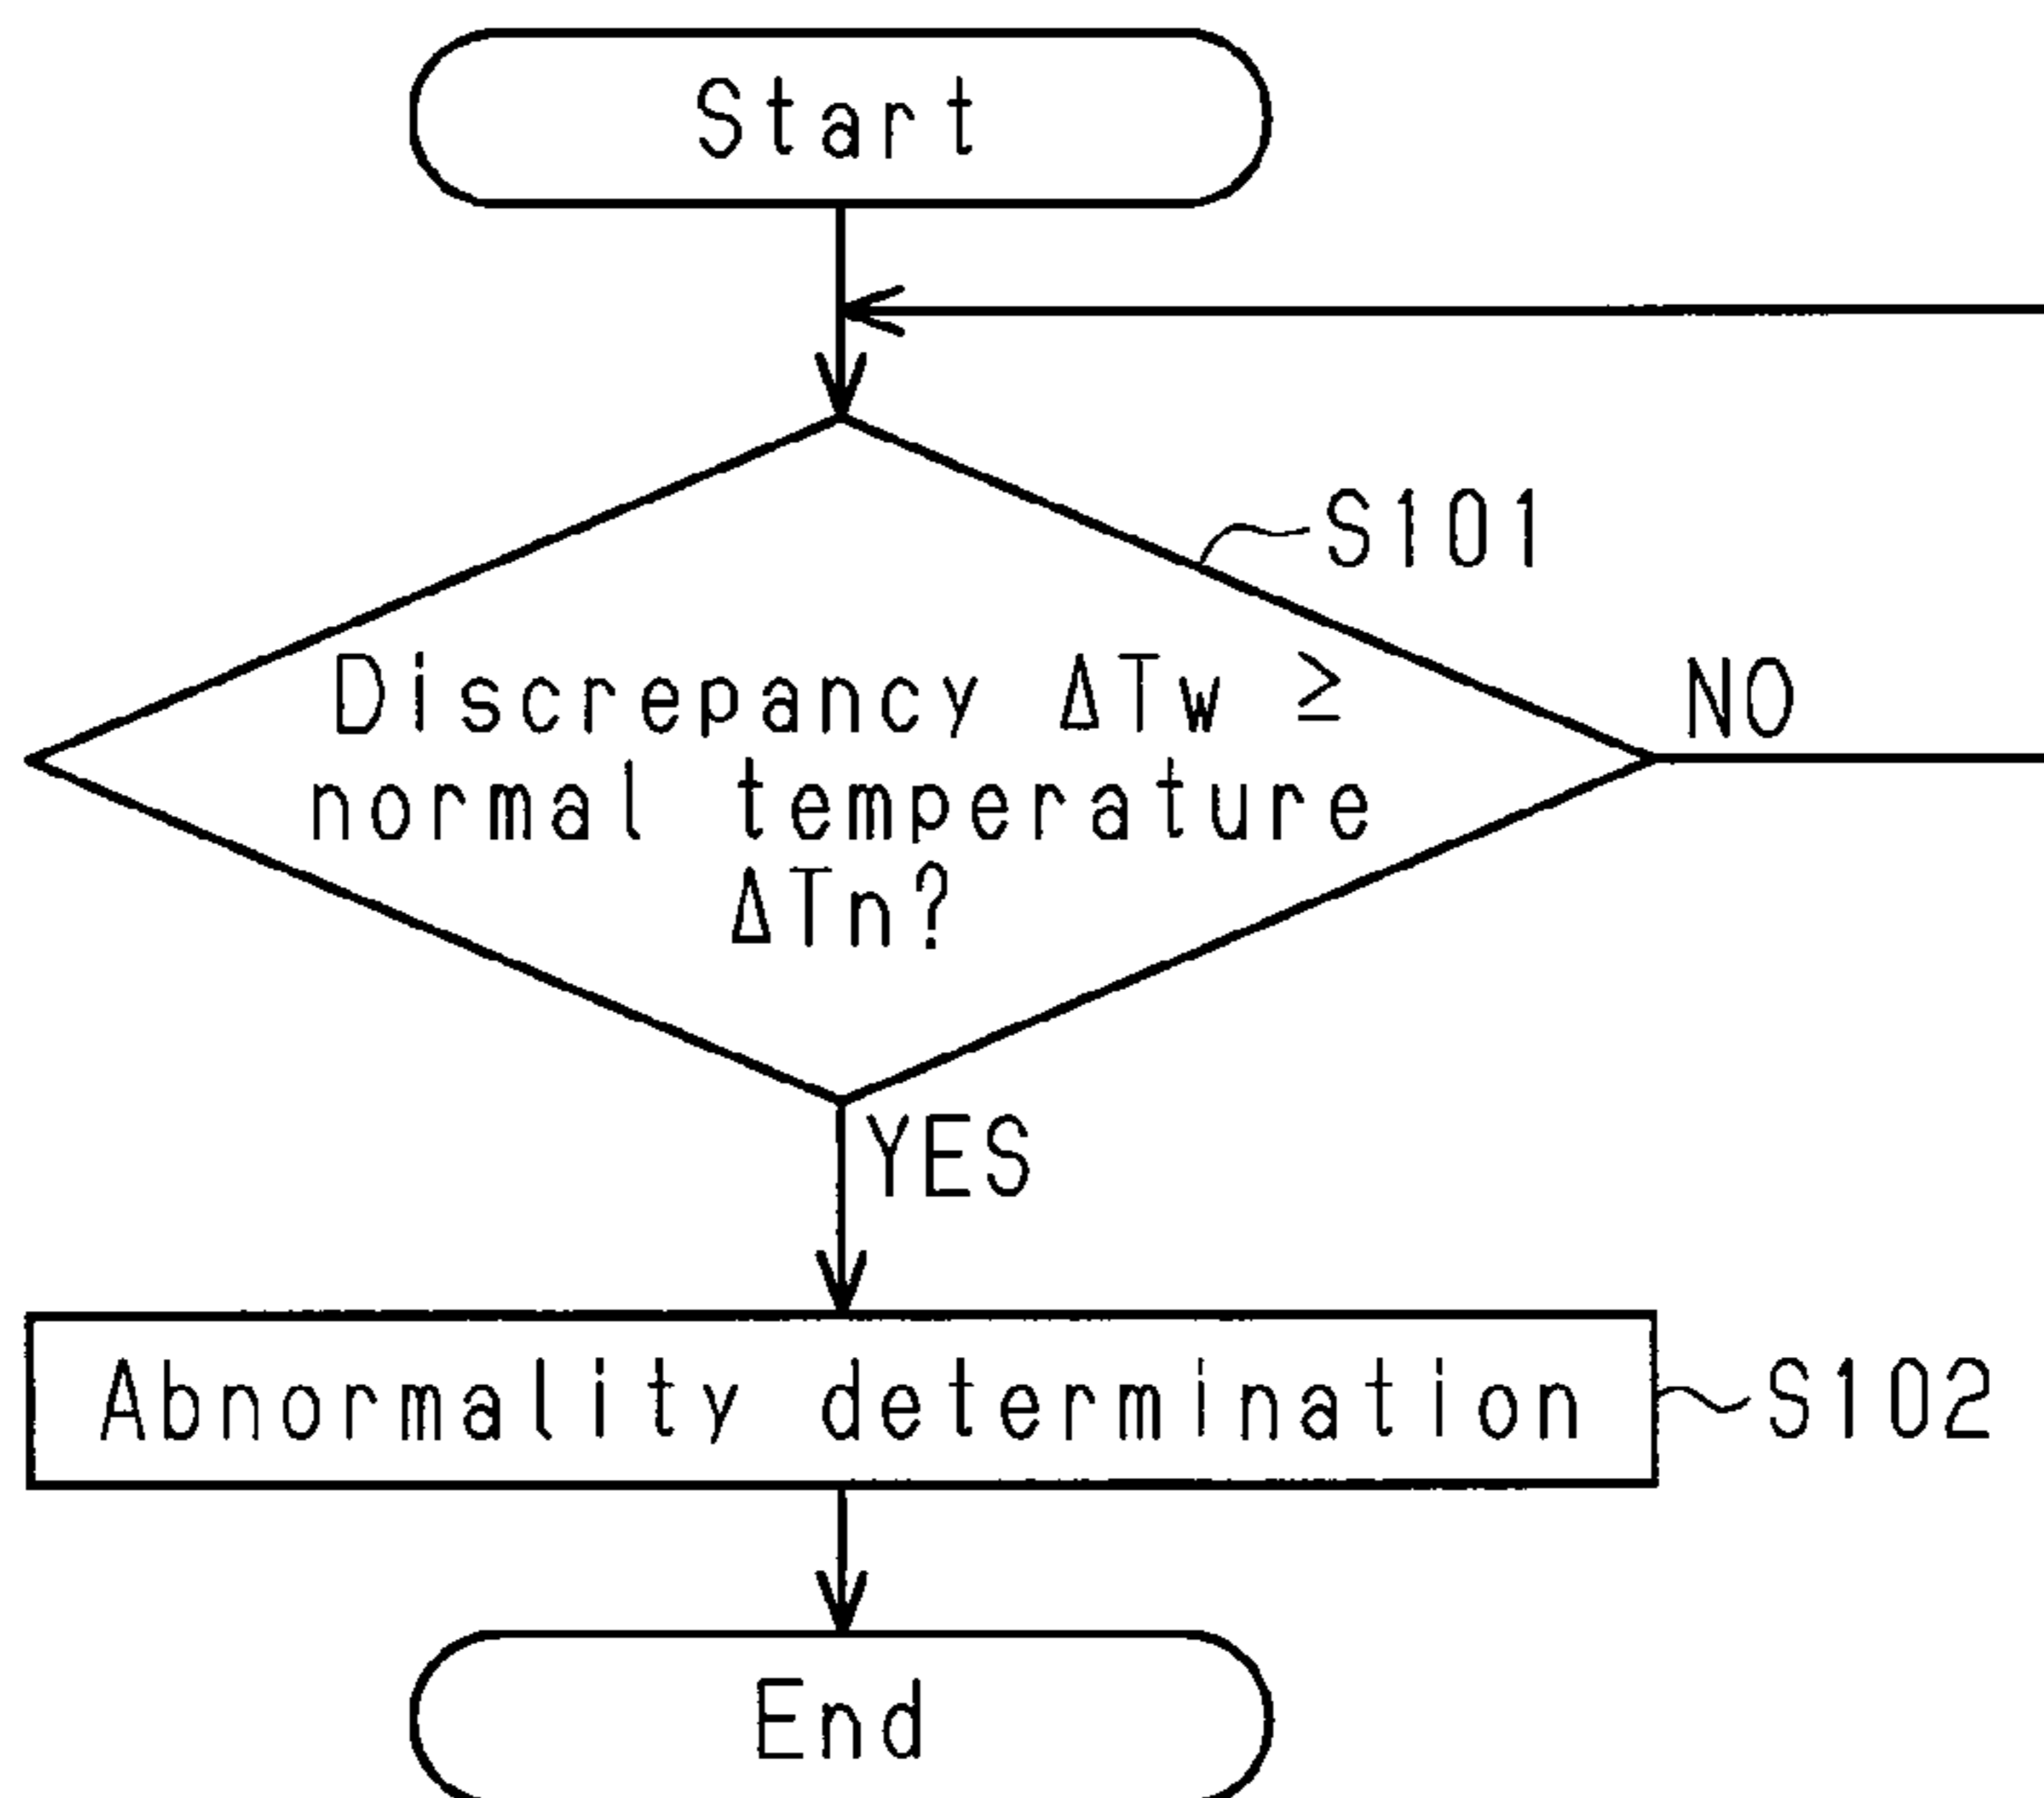 Start
S101
Discrepancy ΔTw ≥
normal temperature
ΔTn?
NO
YES
Abnormality determination
S102
End